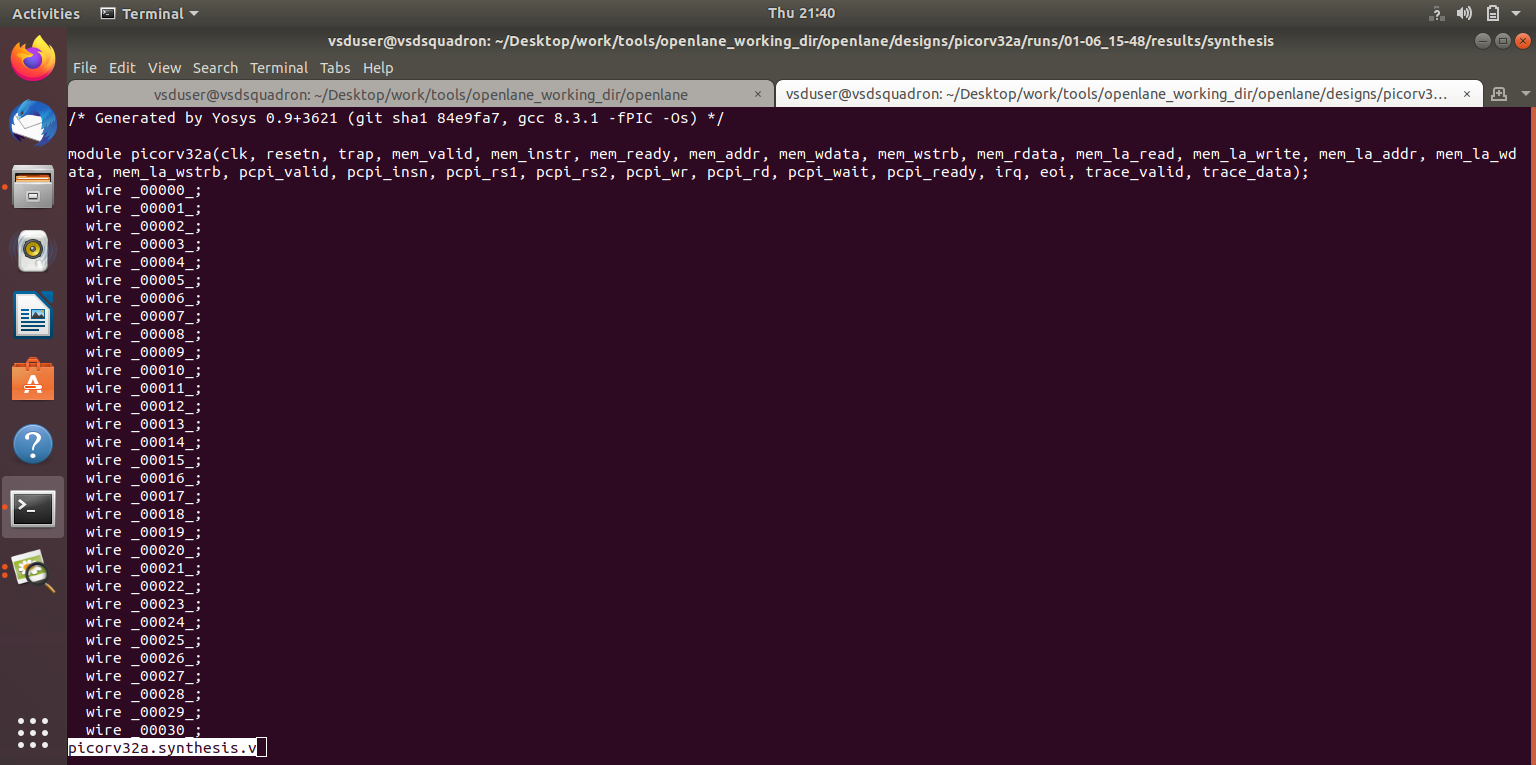 Activities Terminal Thu 21:40
vsduser@vsdsquadron: ~/Desktop/work/tools/openlane_working_dir/openlane/designs/picorv32a/runs/01-06_15-48/results/synthesis
File Edit View Search Terminal Tabs Help
vsduser@vsdsquadron: ~/Desktop/work/tools/openlane_working_dir/openlane × vsduser@vsdsquadron: ~/Desktop/work/tools/openlane_working_dir/openlane/designs/picorv3... ×
/* Generated by Yosys 0.9+3621 (git sha1 84e9fa7, gcc 8.3.1 -fPIC -Os) */
module picorv32a(clk, resetn, trap, mem_valid, mem_instr, mem_ready, mem_addr, mem_wdata, mem_wstrb, mem_rdata, mem_la_read, mem_la_write, mem_la_addr, mem_la_wd
ata, mem_la_wstrb, pcpi_valid, pcpi_insn, pcpi_rs1, pcpi_rs2, pcpi_wr, pcpi_rd, pcpi_wait, pcpi_ready, irq, eoi, trace_valid, trace_data);
wire _00000_;
wire _00001_;
wire _00002_;
wire _00003_;
wire _00004_;
wire _00005_;
wire _00006_;
wire _00007_;
wire _00008_;
wire _00009_;
wire _00010_;
wire _00011_;
wire _00012_;
wire _00013_;
wire _00014_;
wire _00015_;
wire _00016_;
wire _00017_;
wire _00018_;
wire _00019_;
wire _00020_;
wire _00021_;
wire _00022_;
wire _00023_;
wire _00024_;
wire _00025_;
wire _00026_;
wire _00027_;
wire _00028_;
wire _00029_;
wire _00030_;
picorv32a.synthesis.v